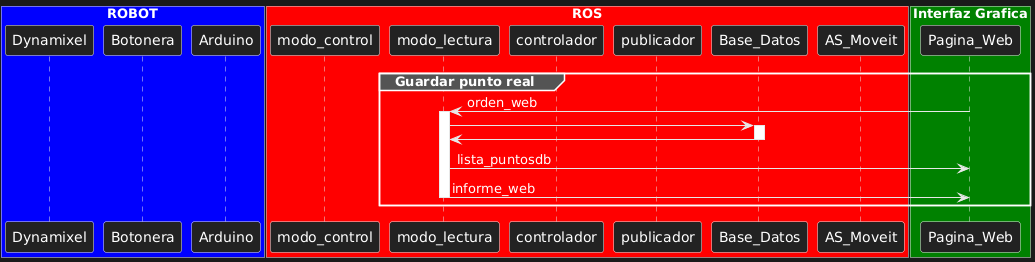 ROBOT
ROS
Interfaz Grafica
Dynamixel
Botonera
Arduino
modo_control
modo_lectura
controlador
publicador
Base_Datos
AS_Moveit
Pagina_Web
Guardar punto real
orden_web
lista_puntosdb
informe_web
Dynamixel
Botonera
Arduino
modo_control
modo_lectura
controlador
publicador
Base_Datos
AS_Moveit
Pagina_Web